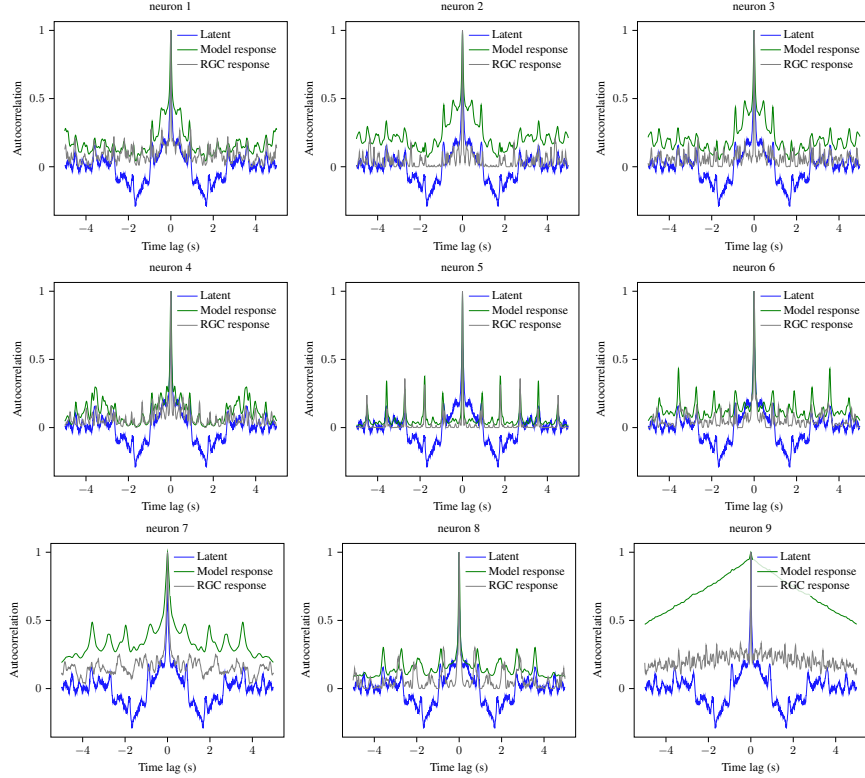 neuron 1
neuron 2
neuron 3
Latent
Model response
RGC response
Autocorrelation
1
0.5
0
−4
−2
0
2
4
Time lag (s)
Latent
Model response
RGC response
Autocorrelation
1
0.5
0
−4
−2
0
2
4
Time lag (s)
Latent
Model response
RGC response
Autocorrelation
1
0.5
0
−4
−2
0
2
4
Time lag (s)
neuron 4
neuron 5
neuron 6
Latent
Model response
RGC response
Autocorrelation
1
0.5
0
−4
−2
0
2
4
Time lag (s)
Latent
Model response
RGC response
Autocorrelation
1
0.5
0
−4
−2
0
2
4
Time lag (s)
Latent
Model response
RGC response
Autocorrelation
1
0.5
0
−4
−2
0
2
4
Time lag (s)
neuron 7
neuron 8
neuron 9
Latent
Model response
RGC response
Autocorrelation
1
0.5
0
−4
−2
0
2
4
Time lag (s)
Latent
Model response
RGC response
Autocorrelation
1
0.5
0
−4
−2
0
2
4
Time lag (s)
Latent
Model response
RGC response
Autocorrelation
1
0.5
0
−4
−2
0
2
4
Time lag (s)